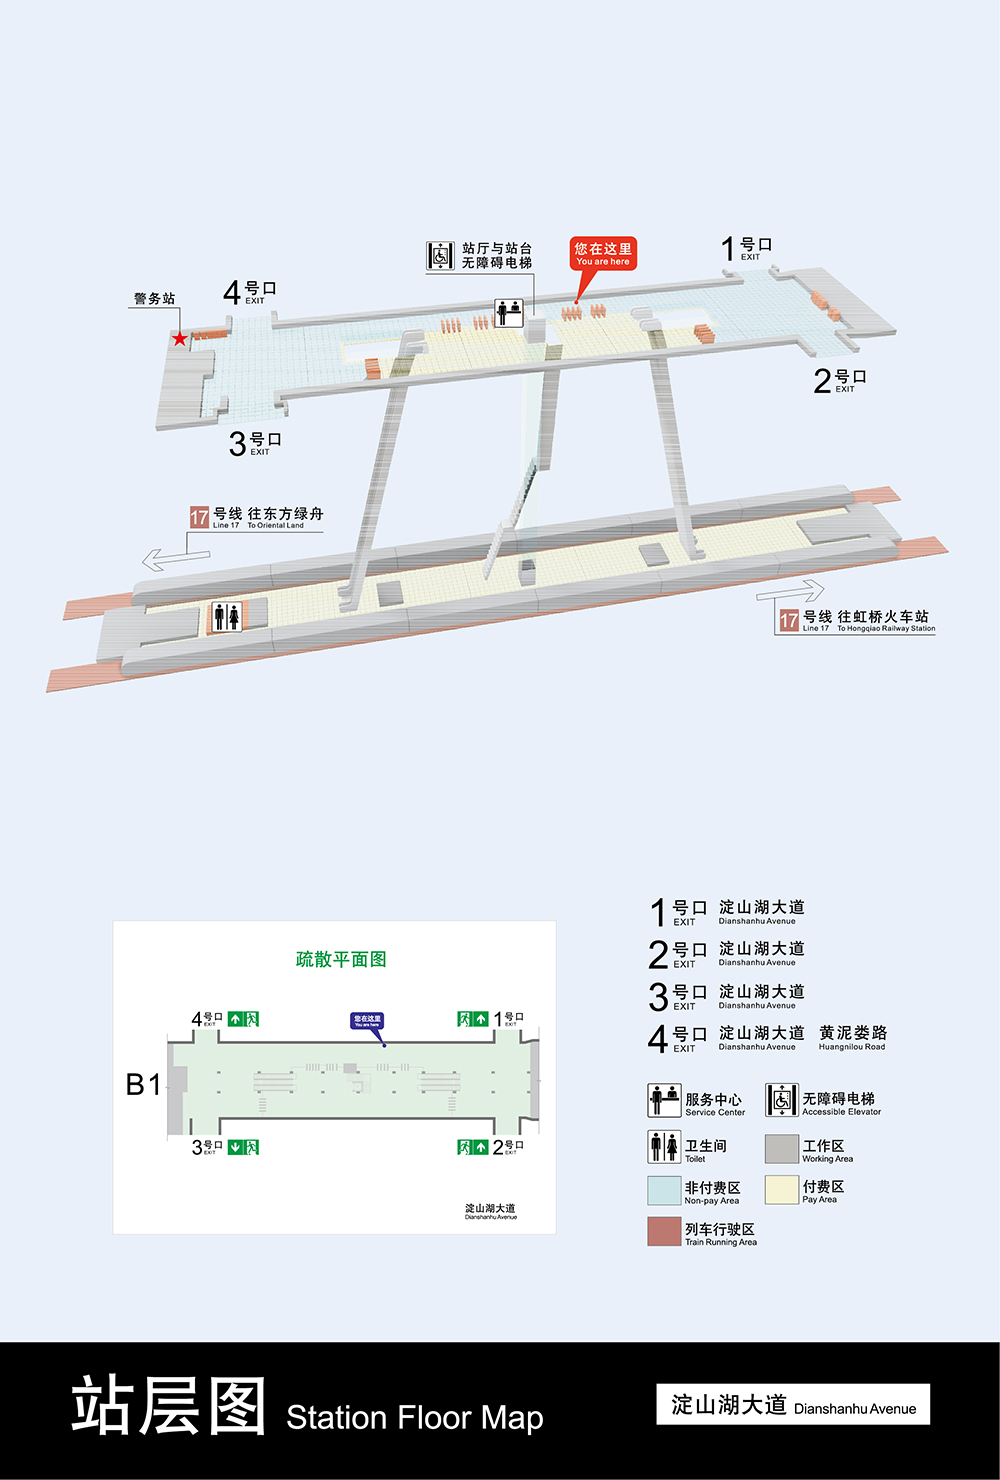 站厅与站台
无障碍电梯
您在这里
You are here
1号口
EXIT
4号口
EXIT
警务站
2号口
EXIT
3号口
EXIT
17号线 往东方绿舟
Line 17 To Oriental Land
17号线 往虹桥火车站
Line 17 To Hongqiao Railway Station
疏散平面图
4号口
EXIT
您在这里
You are here
1号口
EXIT
B1
3号口
EXIT
2号口
EXIT
淀山湖大道
Dianshanhu Avenue
1号口 淀山湖大道
EXIT Dianshanhu Avenue
2号口 淀山湖大道
EXIT Dianshanhu Avenue
3号口 淀山湖大道
EXIT Dianshanhu Avenue
4号口 淀山湖大道 黄泥娄路
EXIT Dianshanhu Avenue Huangnilou Road
服务中心
Service Center
无障碍电梯
Accessible Elevator
卫生间
Toilet
工作区
Working Area
非付费区
Non-pay Area
付费区
Pay Area
列车行驶区
Train Running Area
站层图 Station Floor Map
淀山湖大道 Dianshanhu Avenue